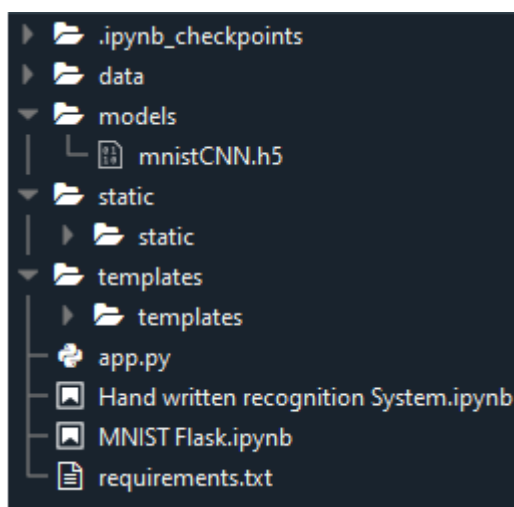 .ipynb_checkpoints
data
models
mnistCNN.h5
static
static
templates
templates
app.py
Hand written recognition System.ipynb
MNIST Flask.ipynb
requirements.txt